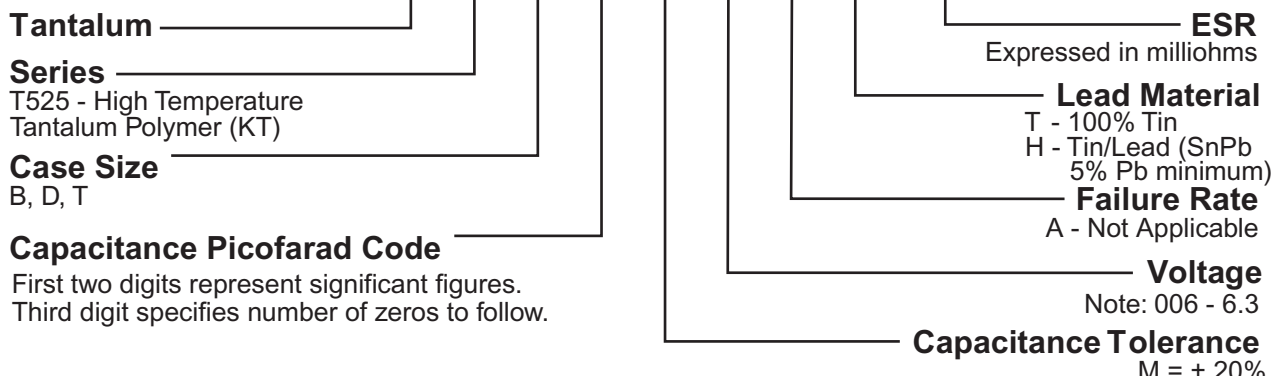 Tantalum
Series
T525 - High Temperature
Tantalum Polymer (KT)
Case Size
B, D, T
Capacitance Picofarad Code
First two digits represent significant figures.
Third digit specifies number of zeros to follow.
ESR
Expressed in milliohms
Lead Material
T - 100% Tin
H - Tin/Lead (SnPb
5% Pb minimum)
Failure Rate
A - Not Applicable
Voltage
Note: 006 - 6.3
Capacitance Tolerance
M = ± 20%